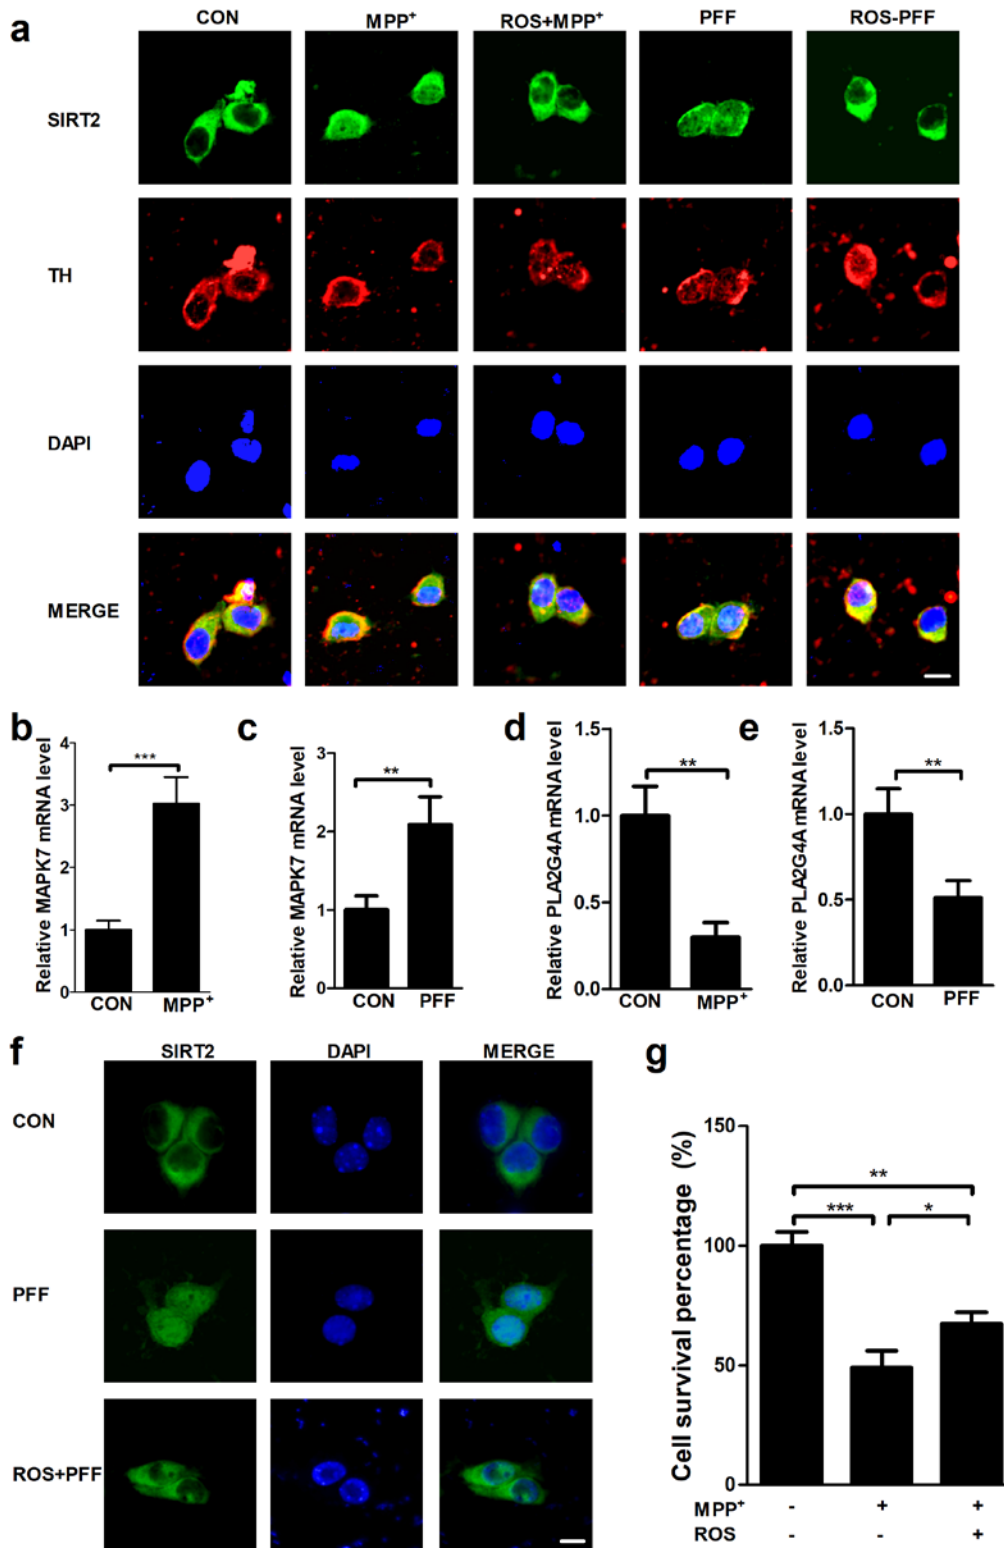 a
CON MPP⁺ ROS+MPP⁺ PFF ROS-PFF
SIRT2
TH
DAPI
MERGE
b
Relative MAPK7 mRNA level
4
3
2
1
0
***
CON MPP⁺
c
Relative MAPK7 mRNA level
3
2
1
0
**
CON PFF
d
Relative PLA2G4A mRNA level
1.5
1.0
0.5
0.0
**
CON MPP⁺
e
Relative PLA2G4A mRNA level
1.5
1.0
0.5
0.0
**
CON PFF
f
SIRT2 DAPI MERGE
CON
PFF
ROS+PFF
g
Cell survival percentage (%)
150
100
50
0
**
*** *
MPP⁺ - + +
ROS - - +